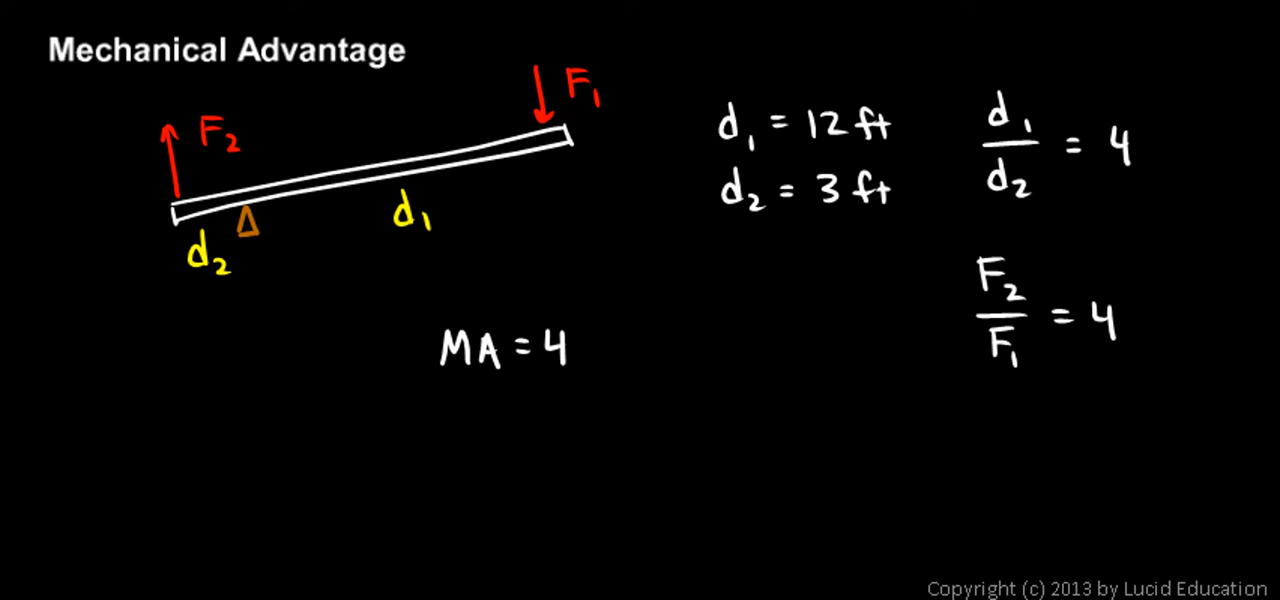 Mechanical Advantage
F₁
F₂
d₁
d₂
d₁ = 12 ft
d₂ = 3 ft
d₁/d₂ = 4
F₂/F₁ = 4
MA = 4
Copyright (c) 2013 by Lucid Education